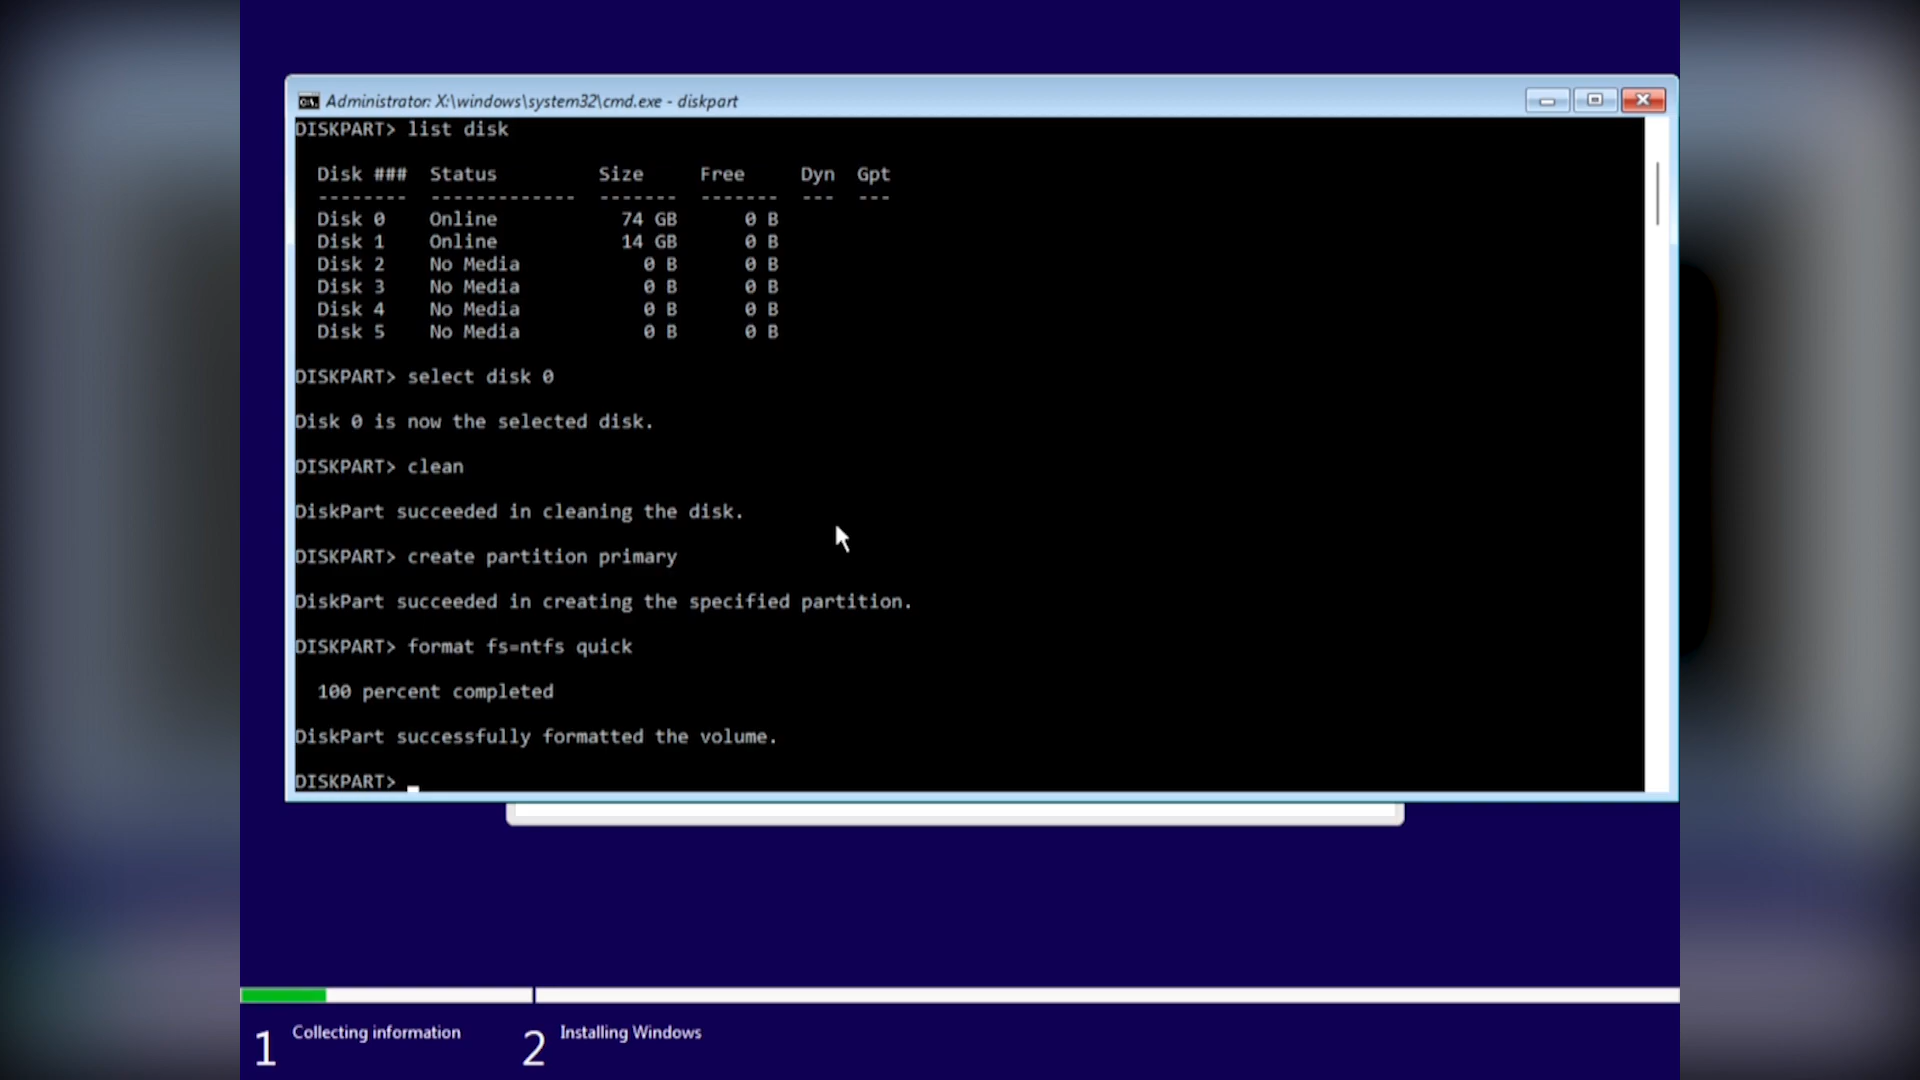 Administrator: X:\windows\system32\cmd.exe - diskpart
DISKPART> list disk
Disk ### Status Size Free Dyn Gpt
-------- ------------- ------- ------- --- ---
Disk 0 Online 74 GB 0 B
Disk 1 Online 14 GB 0 B
Disk 2 No Media 0 B 0 B
Disk 3 No Media 0 B 0 B
Disk 4 No Media 0 B 0 B
Disk 5 No Media 0 B 0 B
DISKPART> select disk 0
Disk 0 is now the selected disk.
DISKPART> clean
DiskPart succeeded in cleaning the disk.
DISKPART> create partition primary
DiskPart succeeded in creating the specified partition.
DISKPART> format fs=ntfs quick
100 percent completed
DiskPart successfully formatted the volume.
DISKPART>
1 Collecting information 2 Installing Windows